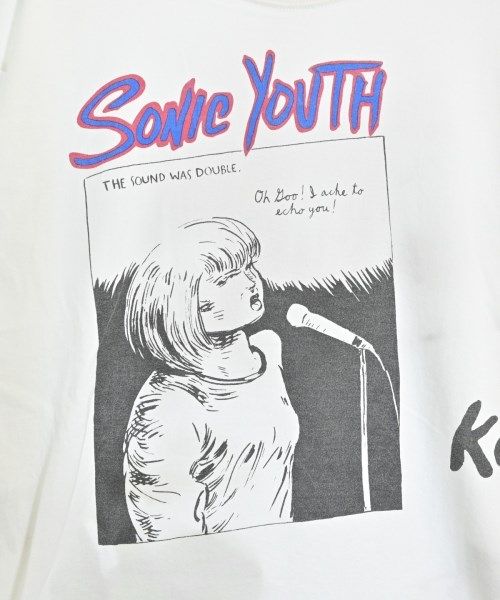 SONIC YOUTH
THE SOUND WAS DOUBLE.
Oh Goo! I ache to
echo you!